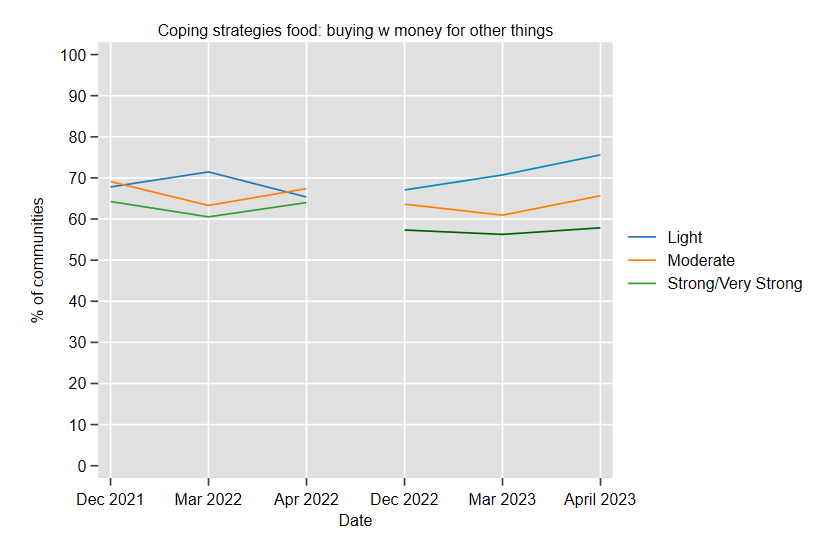 Coping strategies food: buying w money for other things
100
90
80
70
60
50
40
30
20
10
0
% of communities
Dec 2021 Mar 2022 Apr 2022 Dec 2022 Mar 2023 April 2023
Date
Light
Moderate
Strong/Very Strong